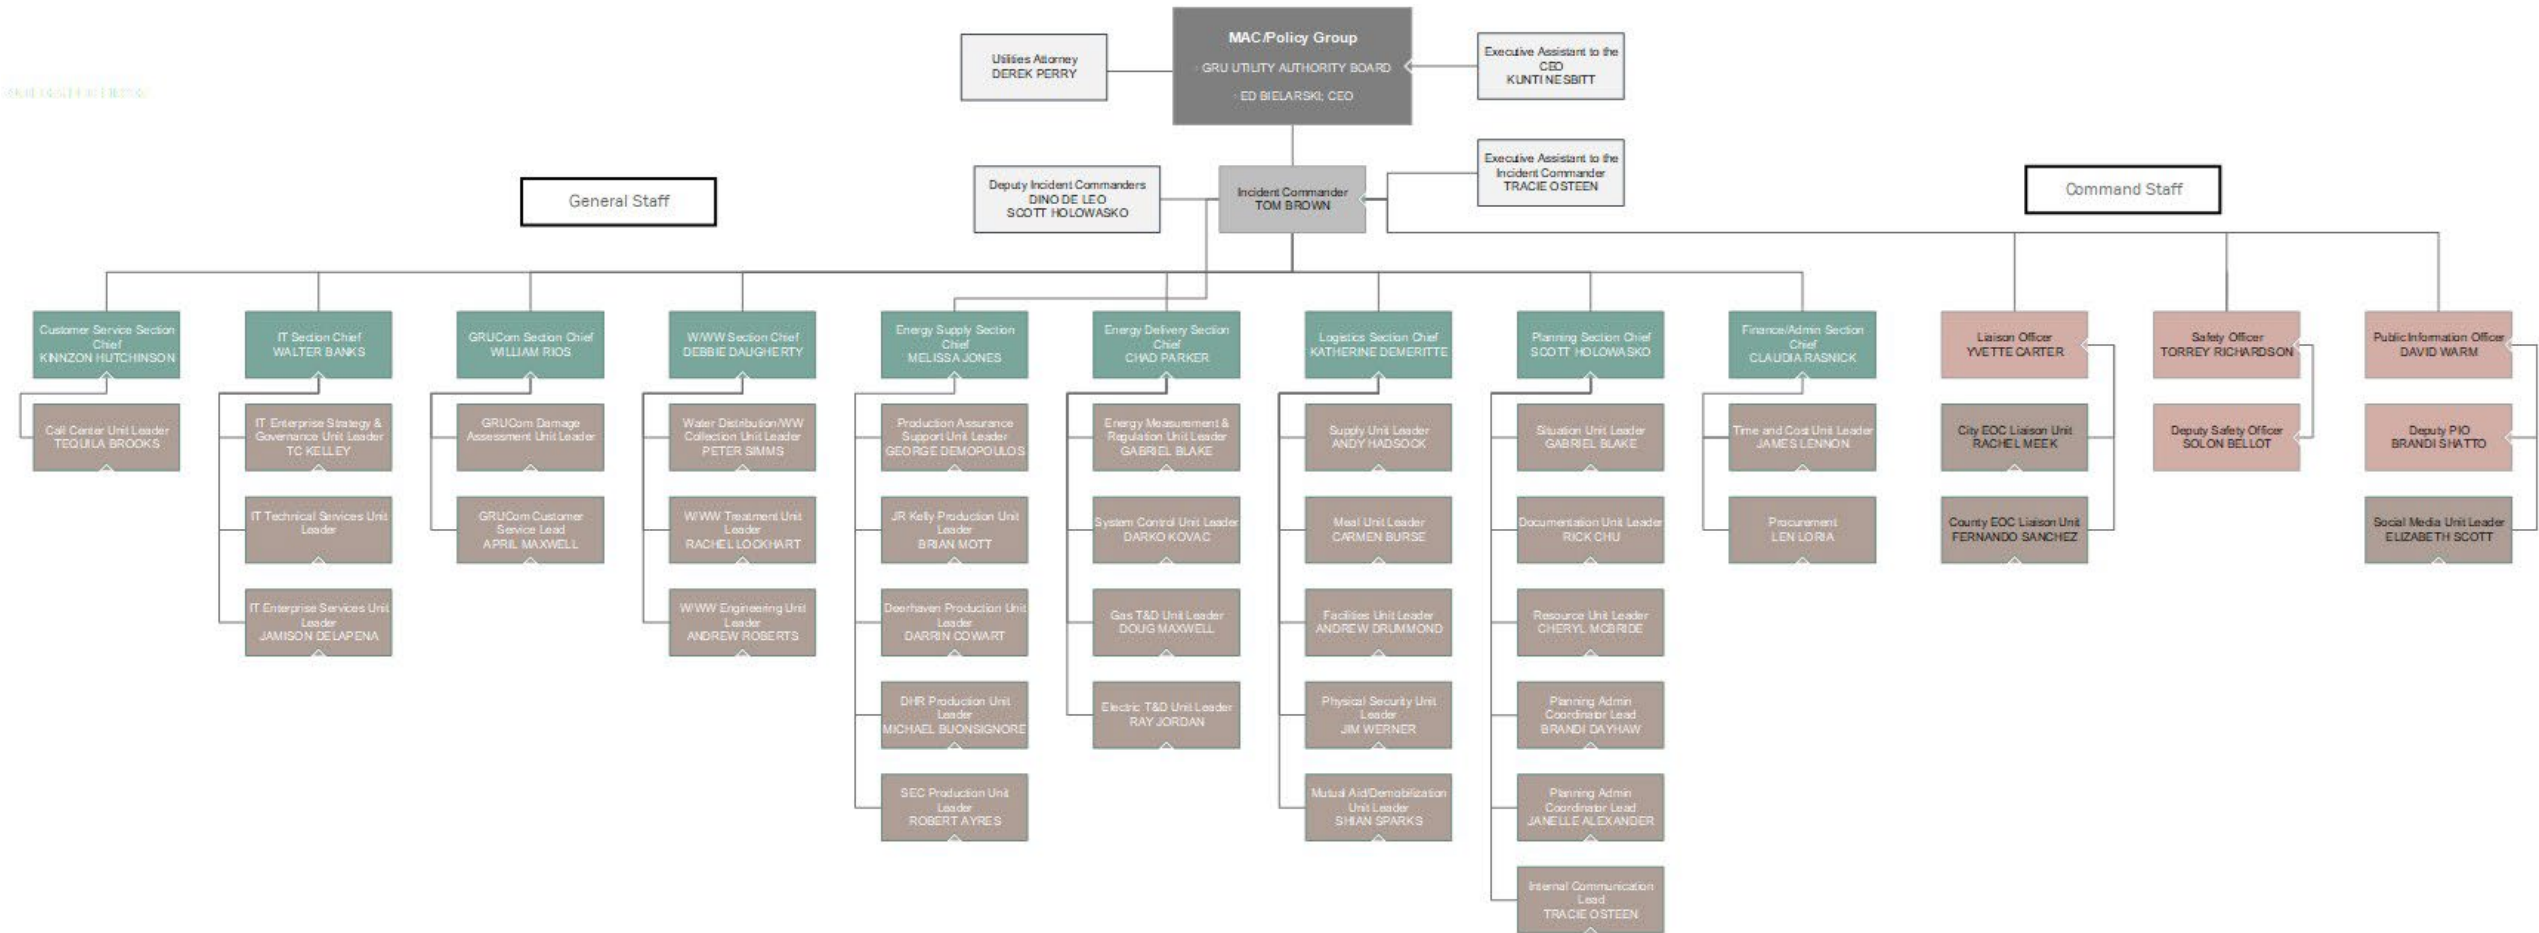 MAC/Policy Group
· GRU UTILITY AUTHORITY BOARD
· ED BIELARSKI; CEO
Utilities Attorney
DEREK PERRY
Executive Assistant to the
CEO
KUNTI NESBITT
Executive Assistant to the
Incident Commander
TRACIE OSTEEN
Deputy Incident Commanders
DINO DE LEO
SCOTT HOLOWASKO
Incident Commander
TOM BROWN
General Staff
Command Staff
Customer Service Section
Chief
KINNZON HUTCHINSON
Call Center Unit Leader
TEQUILA BROOKS
IT Section Chief
WALTER BANKS
IT Enterprise Strategy &
Governance Unit Leader
TC KELLEY
IT Technical Services Unit
Leader
IT Enterprise Services Unit
Leader
JAMISON DELAPENA
GRUCom Section Chief
WILLIAM RIOS
GRUCom Damage
Assessment Unit Leader
GRUCom Customer
Service Lead
APRIL MAXWELL
W/WW Section Chief
DEBBIE DAUGHERTY
Water Distribution/WW
Collection Unit Leader
PETER SIMMS
W/WW Treatment Unit
Leader
RACHEL LOCKHART
W/WW Engineering Unit
Leader
ANDREW ROBERTS
Energy Supply Section
Chief
MELISSA JONES
Production Assurance
Support Unit Leader
GEORGE DEMOPOULOS
JR Kelly Production Unit
Leader
BRIAN MOTT
Deerhaven Production Unit
Leader
DARRIN COWART
DHR Production Unit
Leader
MICHAEL BUONSIGNORE
SEC Production Unit
Leader
ROBERT AYRES
Energy Delivery Section
Chief
CHAD PARKER
Energy Measurement &
Regulation Unit Leader
GABRIEL BLAKE
System Control Unit Leader
DARKO KOVAC
Gas T&D Unit Leader
DOUG MAXWELL
Electric T&D Unit Leader
RAY JORDAN
Logistics Section Chief
KATHERINE DEMERITTE
Supply Unit Leader
ANDY HADSOCK
Meal Unit Leader
CARMEN BURSE
Facilities Unit Leader
ANDREW DRUMMOND
Physical Security Unit
Leader
JIM WERNER
Mutual Aid/Demobilization
Unit Leader
SHIAN SPARKS
Planning Section Chief
SCOTT HOLOWASKO
Situation Unit Leader
GABRIEL BLAKE
Documentation Unit Leader
RICK CHU
Resource Unit Leader
CHERYL MCBRIDE
Planning Admin
Coordinator Lead
BRANDI DAYHAW
Planning Admin
Coordinator Lead
JANELLE ALEXANDER
Internal Communication
Lead
TRACIE OSTEEN
Finance/Admin Section
Chief
CLAUDIA RASNICK
Time and Cost Unit Leader
JAMES LENNON
Procurement
LEN LORIA
Liaison Officer
YVETTE CARTER
City EOC Liaison Unit
RACHEL MEEK
County EOC Liaison Unit
FERNANDO SANCHEZ
Safety Officer
TORREY RICHARDSON
Deputy Safety Officer
SOLON BELLOT
Public Information Officer
DAVID WARM
Deputy PIO
BRANDI SHATTO
Social Media Unit Leader
ELIZABETH SCOTT